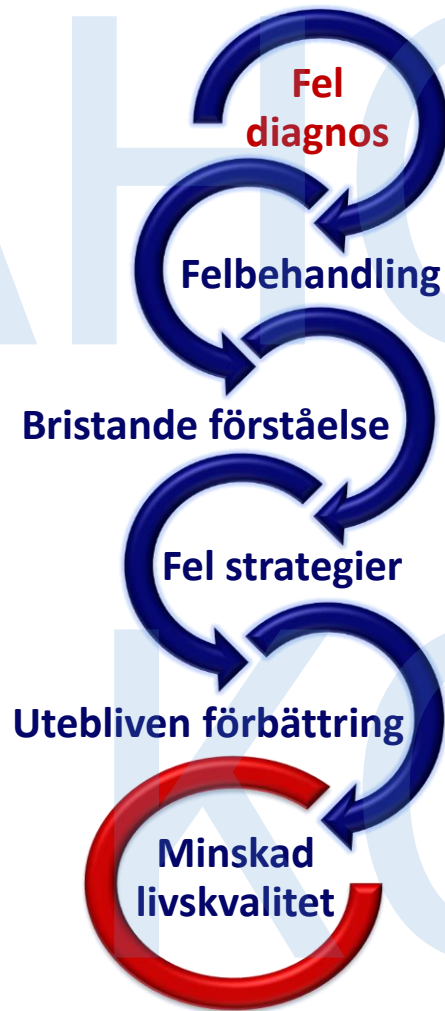 Fel
diagnos
Felbehandling
Bristande förståelse
Fel strategier
Utebliven förbättring
Minskad
livskvalitet